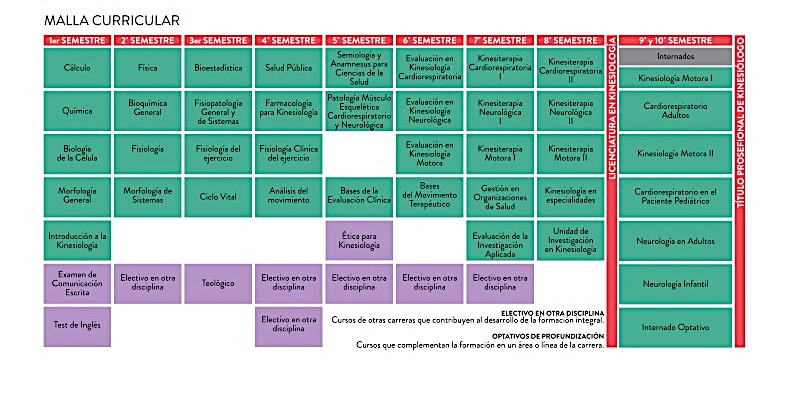 MALLA CURRICULAR
1er SEMESTRE
2° SEMESTRE
3er SEMESTRE
4° SEMESTRE
5° SEMESTRE
6° SEMESTRE
7° SEMESTRE
8° SEMESTRE
9° y 10° SEMESTRE
Cálculo
Física
Bioestadística
Salud Pública
Semiología y
Anamnesus para
Ciencias de la
Salud
Evaluación en
Kinesiología
Cardiorespiratoria
Kinesiterapia
Cardiorespiratoria
I
Kinesiterapia
Cardiorespiratoria
II
Internados
Kinesiología Motora I
Química
Bioquímica
General
Fisiopatología
General y
de Sistemas
Farmacología
para Kinesiología
Patología Músculo
Esquelética
Cardiorespiratorio
y Neurológica
Evaluación en
Kinesiología
Neurológica
Kinesiterapia
Neurológica
I
Kinesiterapia
Neurológica
II
Cardiorespiratorio
Adultos
Biología
de la Célula
Fisiología
Fisiología del
ejercicio
Fisiología Clínica
del ejercicio
Evaluación en
Kinesiología
Motora
Kinesiterapia
Motora I
Kinesiterapia
Motora II
Kinesiología Motora II
Morfología
General
Morfología de
Sistemas
Ciclo Vital
Análisis del
movimiento
Bases de la
Evaluación Clínica
Bases
del Movimiento
Terapéutico
Gestión en
Organizaciones
de Salud
Kinesiología en
especialidades
Cardiorespiratorio en el
Paciente Pediátrico
Introducción a la
Kinesiología
Ética para
Kinesiología
Evaluación de la
Investigación
Aplicada
Unidad de
Investigación
en Kinesiología
Neurología en Adultos
Examen de
Comunicación
Escrita
Electivo en otra
disciplina
Teológico
Electivo en otra
disciplina
Electivo en otra
disciplina
Electivo en otra
disciplina
Electivo en otra
disciplina
Neurología Infantil
Test de Inglés
Electivo en otra
disciplina
Internado Optativo
ELECTIVO EN OTRA DISCIPLINA
Cursos de otras carreras que contribuyen al desarrollo de la formación integral.
OPTATIVOS DE PROFUNDIZACIÓN
Cursos que complementan la formación en un área o línea de la carrera.
LICENCIATURA EN KINESIOLOGÍA
TÍTULO PROSEFIONAL DE KINESIÓLOGO